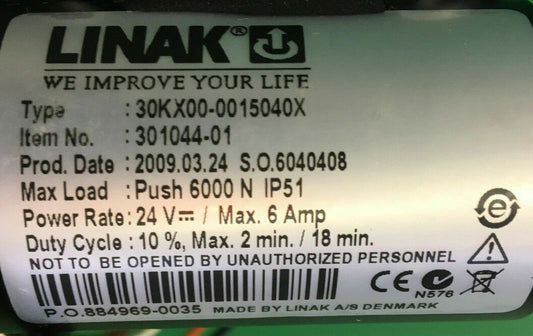 LINAK®
WE IMPROVE YOUR LIFE
Type : 30KX00-0015040X
Item No. : 301044-01
Prod. Date : 2009.03.24 S.O.6040408
Max Load : Push 6000 N IP51
Power Rate : 24 V⎓ / Max. 6 Amp
Duty Cycle : 10 %, Max. 2 min. / 18 min.
NOT TO BE OPENED BY UNAUTHORIZED PERSONNEL
e
!
CE
N576
P.O.884969-0035 MADE BY LINAK A/S DENMARK